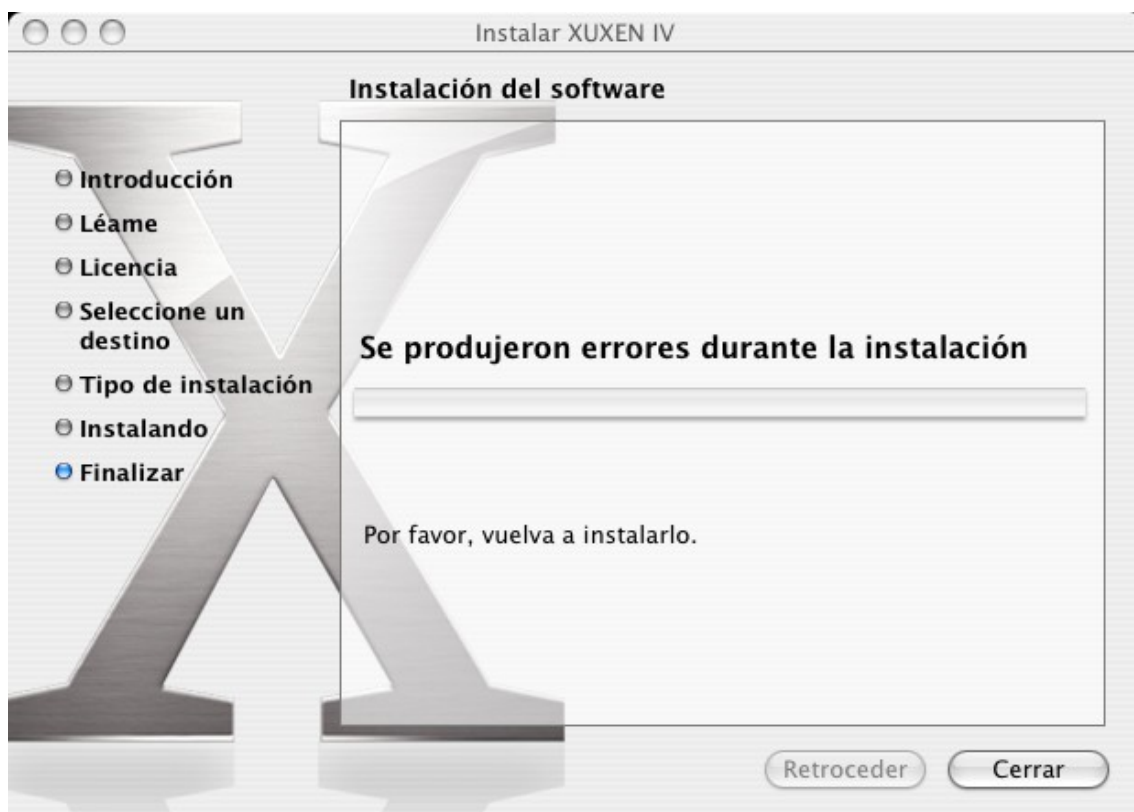 Instalar XUXEN IV
Instalación del software
Introducción
Léame
Licencia
Seleccione un
destino
Tipo de instalación
Instalando
Finalizar
Se produjeron errores durante la instalación
Por favor, vuelva a instalarlo.
Retroceder
Cerrar